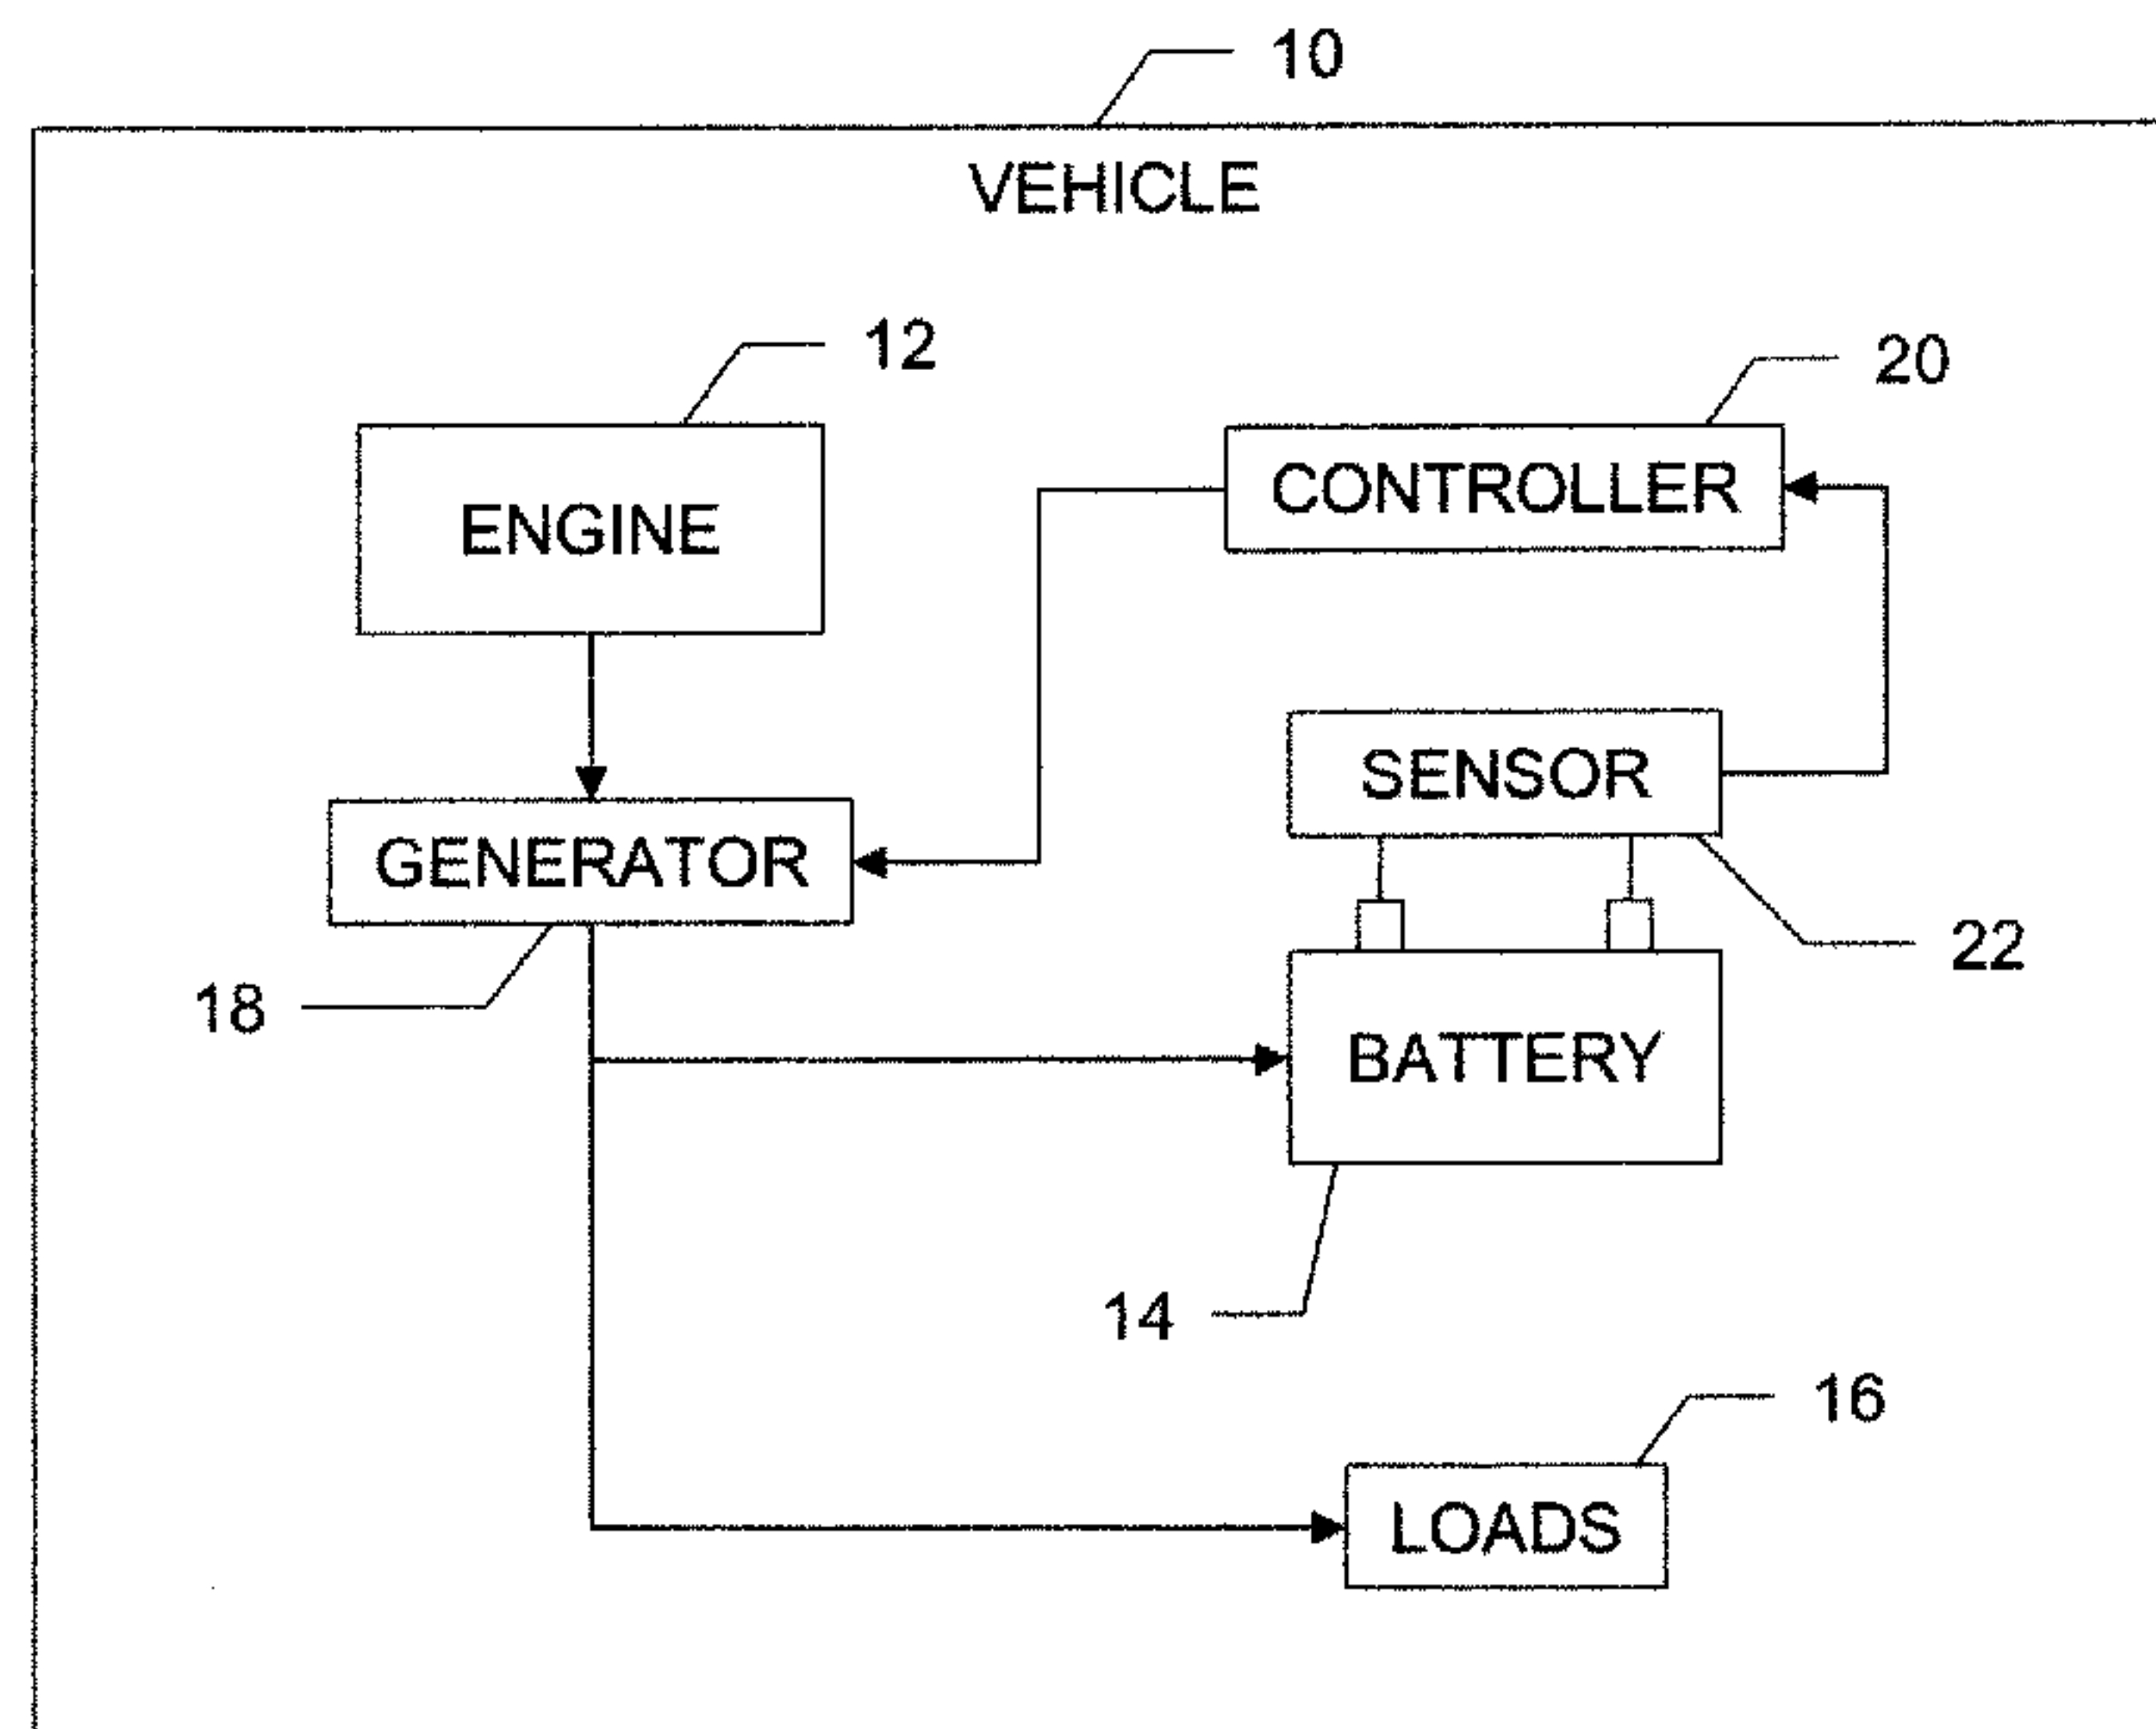 10
VEHICLE
12
20
ENGINE
CONTROLLER
SENSOR
GENERATOR
22
18
BATTERY
14
16
LOADS